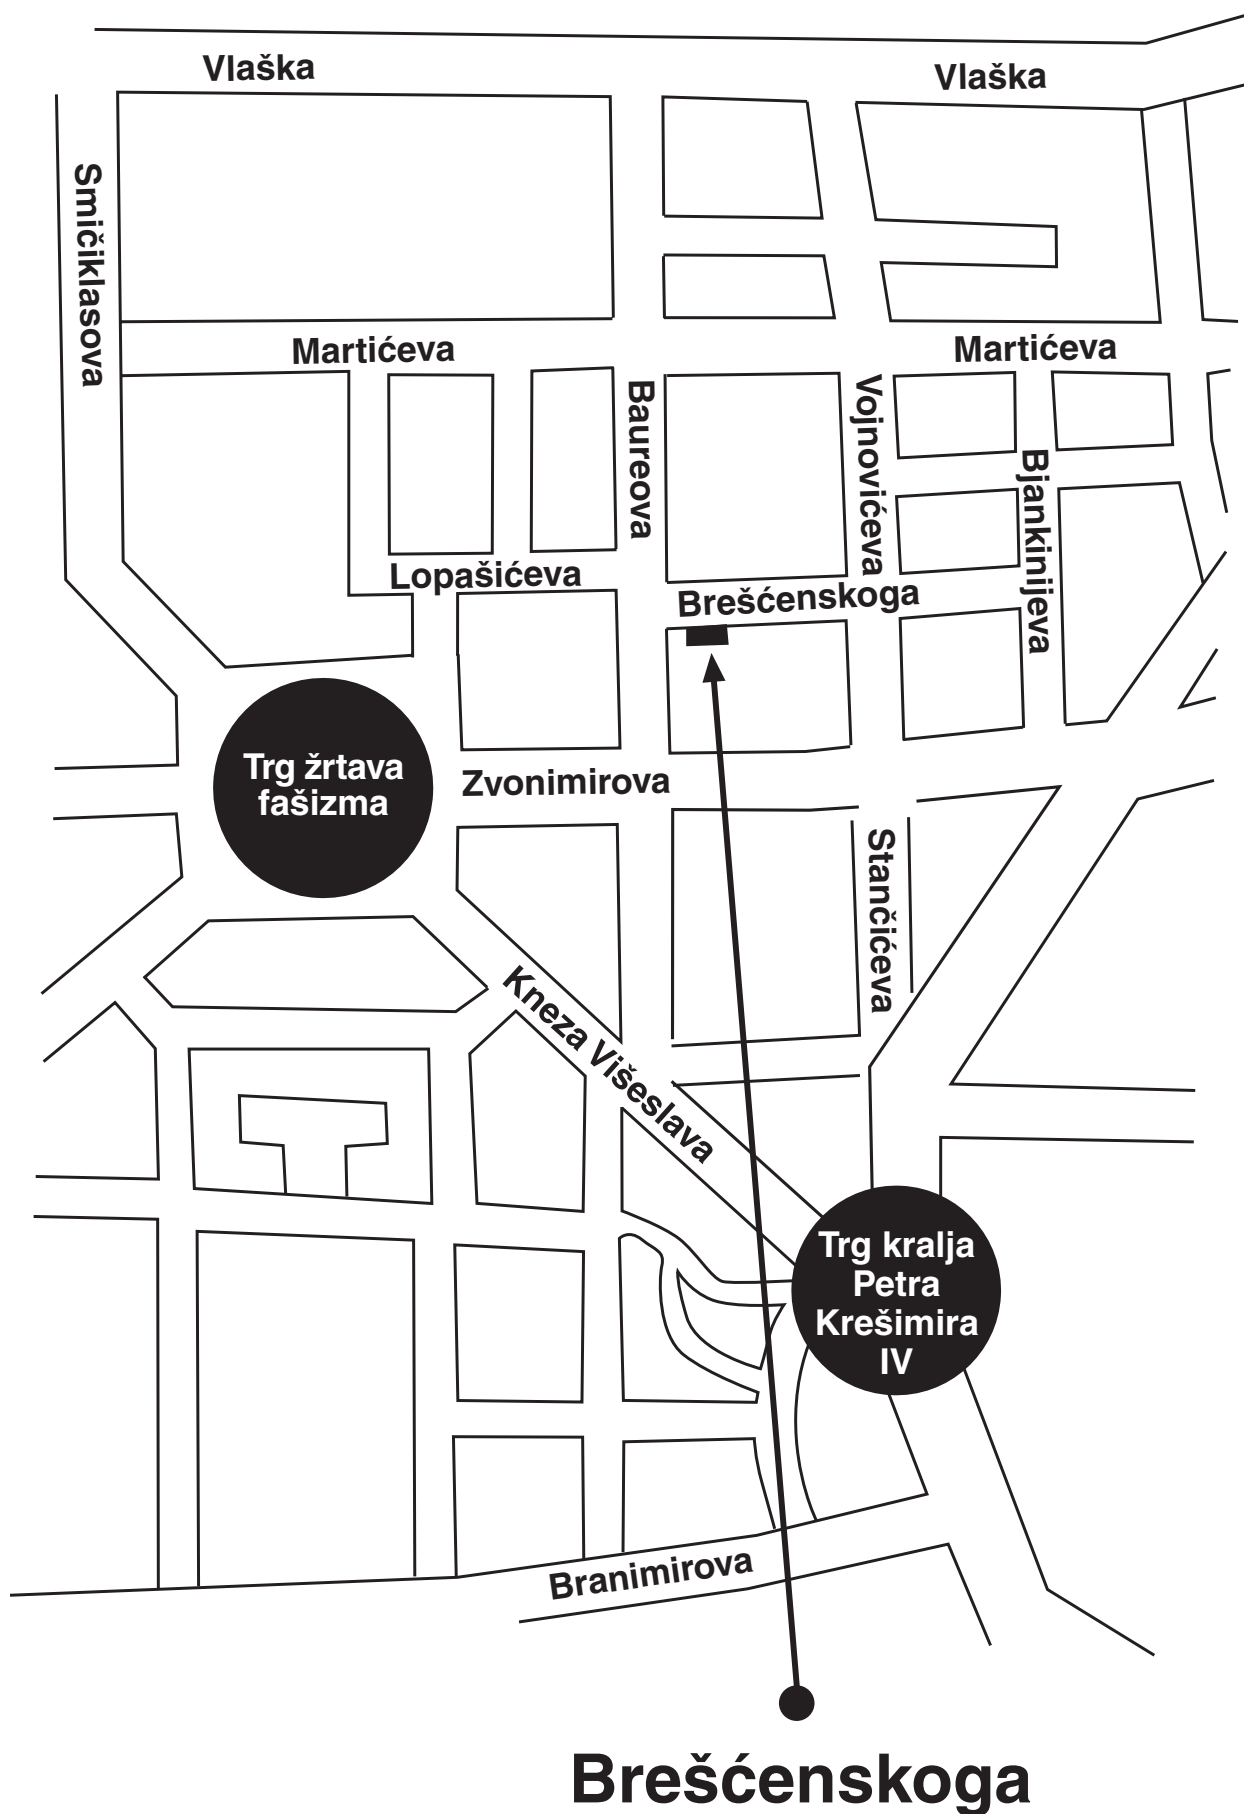 Vlaška
Vlaška
Smičiklasova
Martićeva
Martićeva
Baureova
Vojnovićeva
Bjankinijeva
Lopašićeva
Brešćenskoga
Trg žrtava
fašizma
Zvonimirova
Stančićeva
Kneza Višeslava
Trg kralja
Petra
Krešimira
IV
Branimirova
Brešćenskoga